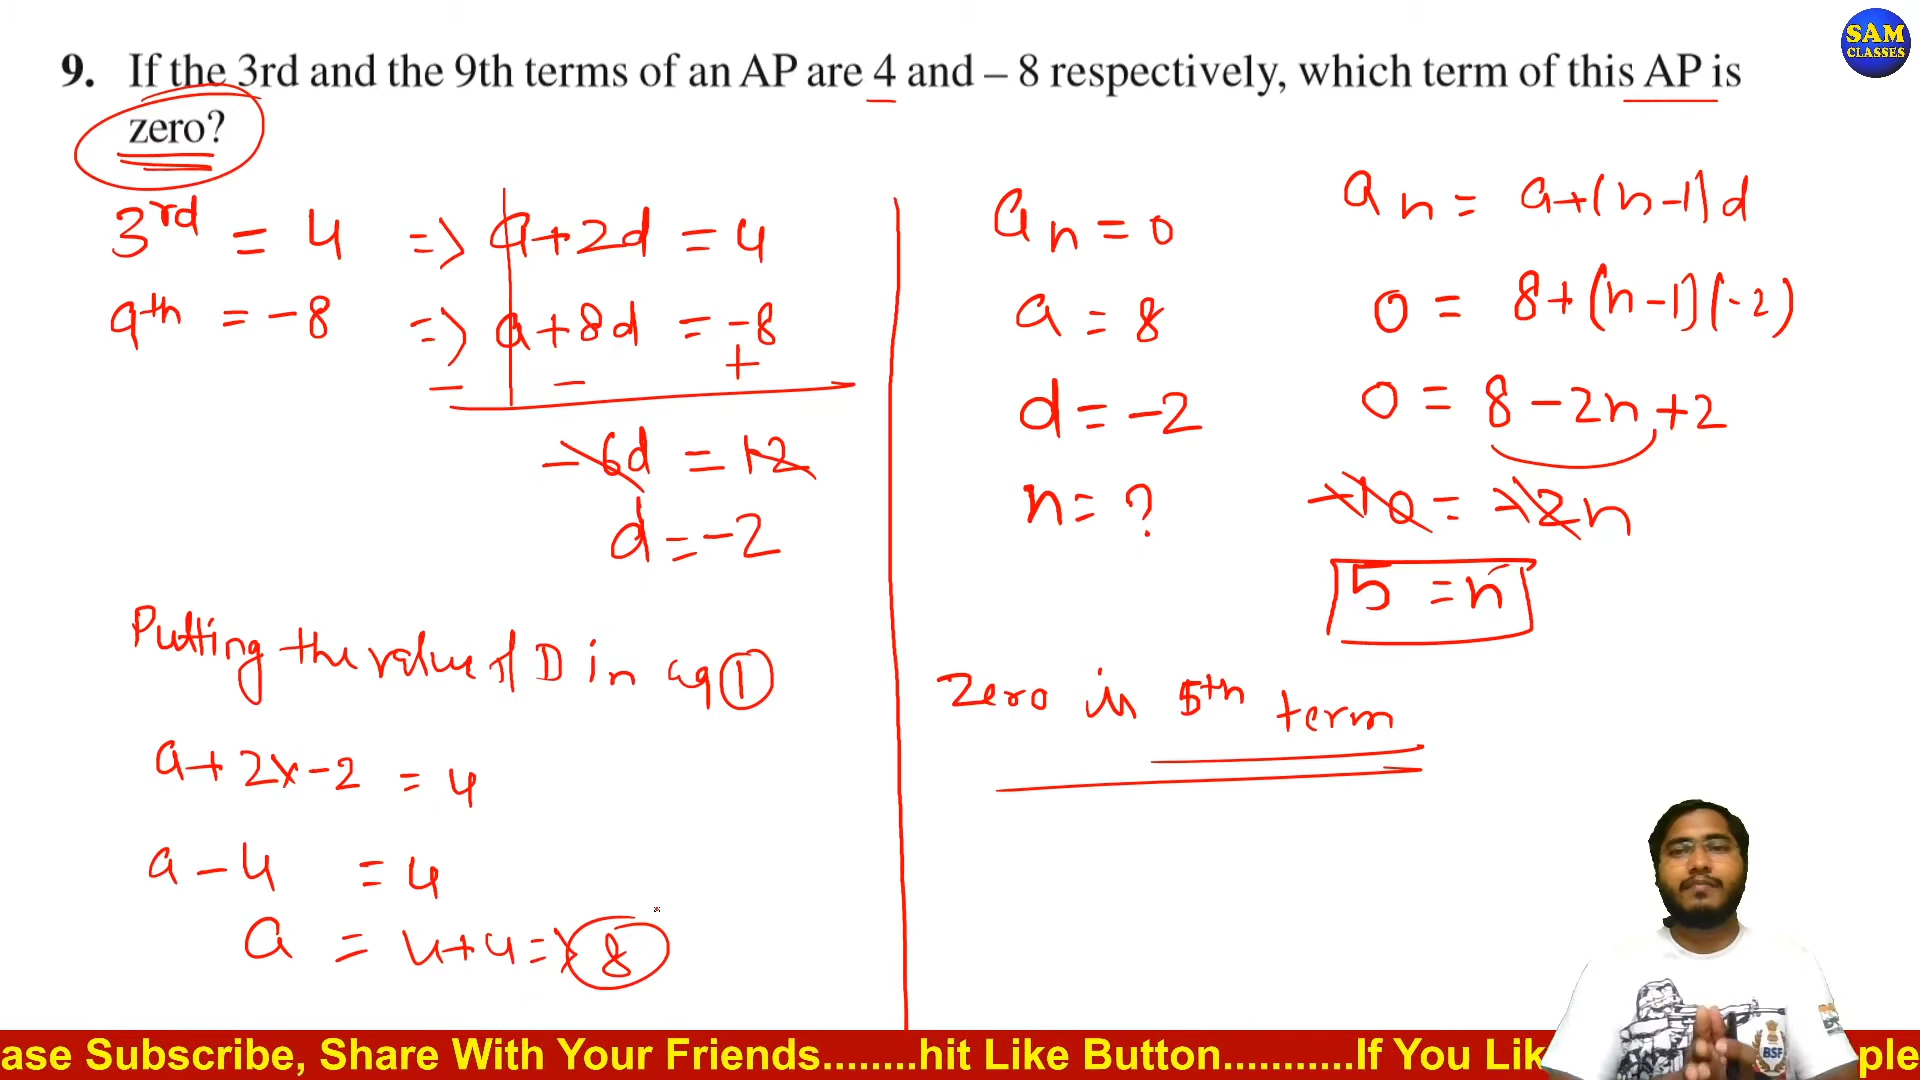 SAM
CLASSES
9. If the 3rd and the 9th terms of an AP are 4 and – 8 respectively, which term of this AP is
zero?
3rd = 4 => a+2d = 4
9th = -8 => a+8d = -8
- - +
-6d = 12
d = -2
Putting the value of D in eq 1
a+2x-2 = 4
a-4 = 4
a = 4+4 = 8
an = 0
a = 8
d = -2
n = ?
an = a+(n-1)d
0 = 8+(n-1)(-2)
0 = 8-2n+2
-10 = -2n
5 = n
Zero in 5th term
BSF
ase Subscribe, Share With Your Friends........hit Like Button...........If You Lik ple